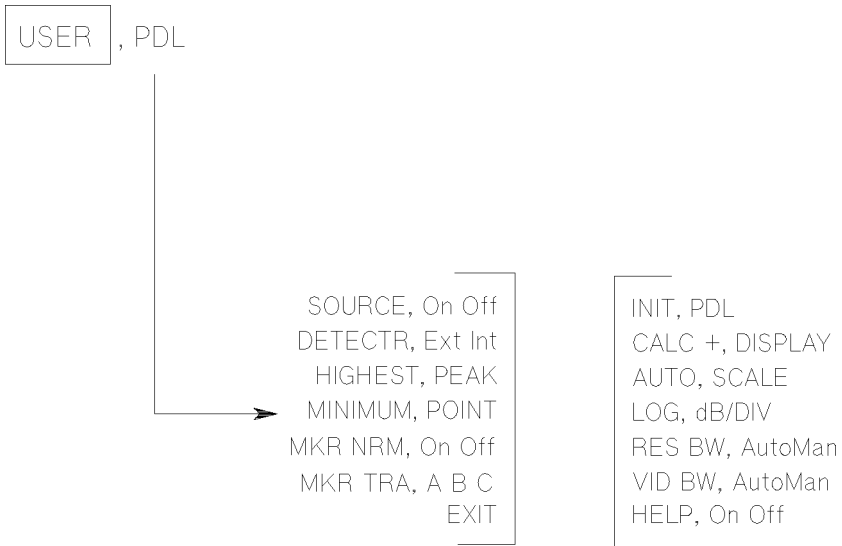 USER , PDL
SOURCE, On Off
DETECTR, Ext Int
HIGHEST, PEAK
MINIMUM, POINT
MKR NRM, On Off
MKR TRA, A B C
EXIT
INIT, PDL
CALC +, DISPLAY
AUTO, SCALE
LOG, dB/DIV
RES BW, AutoMan
VID BW, AutoMan
HELP, On Off